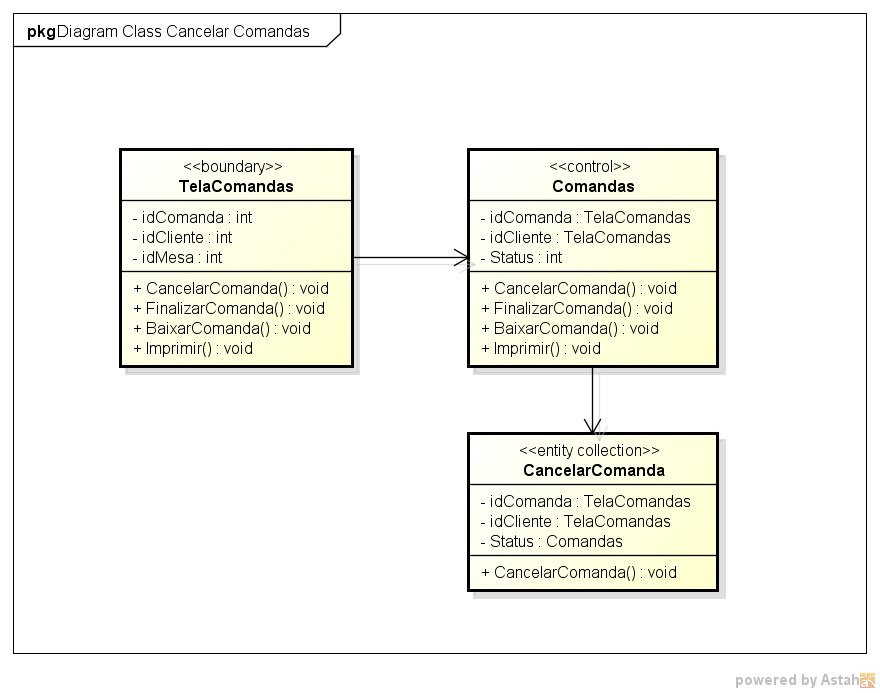 pkg Diagram Class Cancelar Comandas
<<boundary>>
TelaComandas
- idComanda : int
- idCliente : int
- idMesa : int
+ CancelarComanda() : void
+ FinalizarComanda() : void
+ BaixarComanda() : void
+ Imprimir() : void
<<control>>
Comandas
- idComanda : TelaComandas
- idCliente : TelaComandas
- Status : int
+ CancelarComanda() : void
+ FinalizarComanda() : void
+ BaixarComanda() : void
+ Imprimir() : void
<<entity collection>>
CancelarComanda
- idComanda : TelaComandas
- idCliente : TelaComandas
- Status : Comandas
+ CancelarComanda() : void
powered by Astah